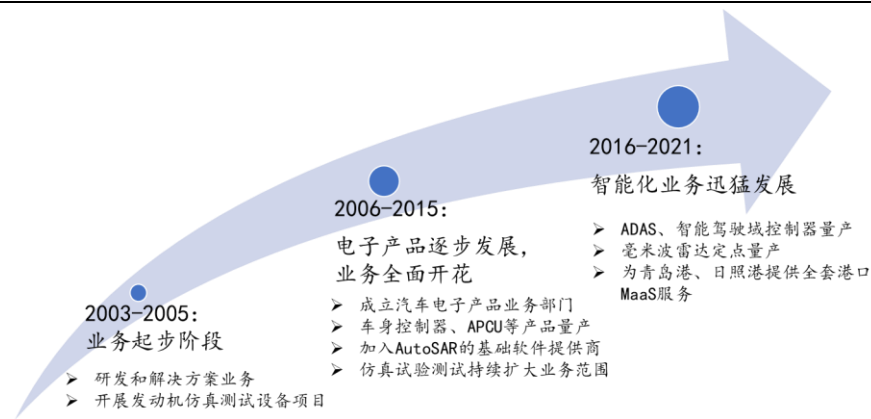 2003-2005：
业务起步阶段
➤ 研发和解决方案业务
➤ 开展发动机仿真测试设备项目
2006-2015：
电子产品逐步发展，
业务全面开花
➤ 成立汽车电子产品业务部门
➤ 车身控制器、APCU等产品量产
➤ 加入AutoSAR的基础软件提供商
➤ 仿真试验测试持续扩大业务范围
2016-2021：
智能化业务迅猛发展
➤ ADAS、智能驾驶域控制器量产
➤ 毫米波雷达定点量产
➤ 为青岛港、日照港提供全套港口
MaaS服务